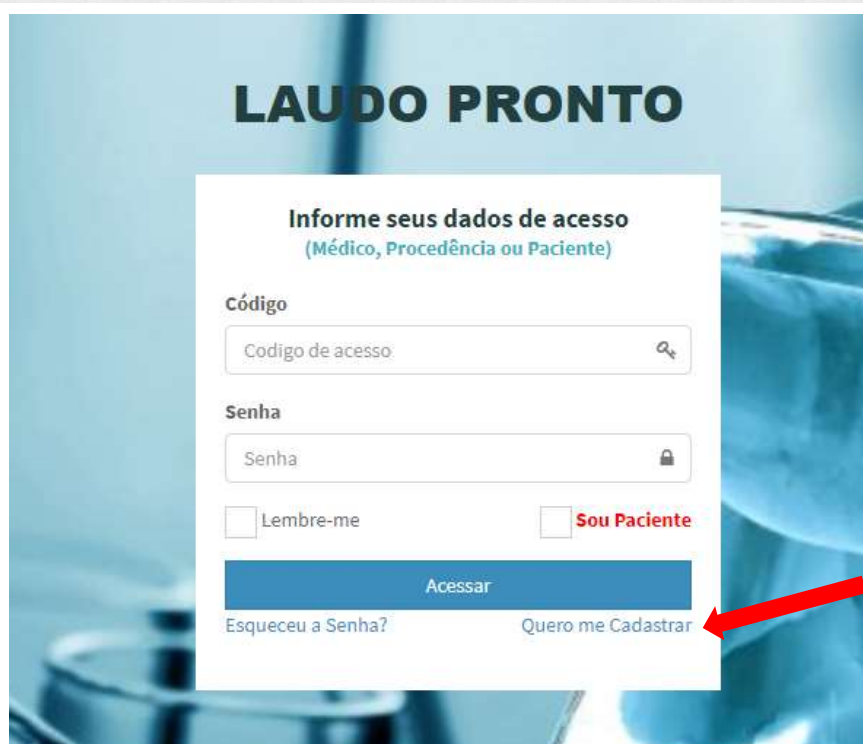 LAUDO PRONTO
Informe seus dados de acesso
(Médico, Procedência ou Paciente)
Código
Codigo de acesso
Senha
Senha
Lembre-me Sou Paciente
Acessar
Esqueceu a Senha? Quero me Cadastrar